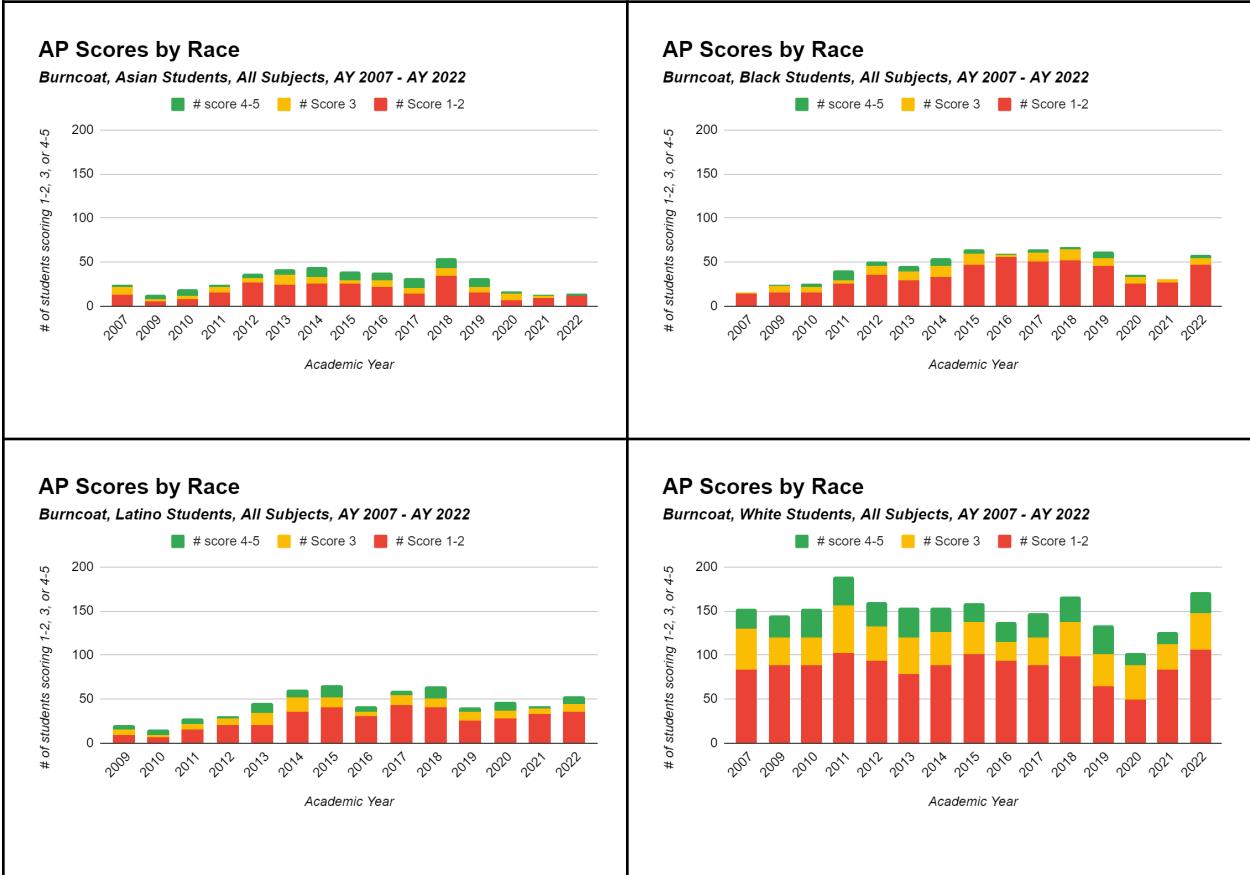 AP Scores by Race
Burncoat, Asian Students, All Subjects, AY 2007 - AY 2022
# score 4-5 # Score 3 # Score 1-2
# of students scoring 1-2, 3, or 4-5
200
150
100
50
0
2007 2009 2010 2011 2012 2013 2014 2015 2016 2017 2018 2019 2020 2021 2022
Academic Year
AP Scores by Race
Burncoat, Black Students, All Subjects, AY 2007 - AY 2022
# score 4-5 # Score 3 # Score 1-2
# of students scoring 1-2, 3, or 4-5
200
150
100
50
0
2007 2009 2010 2011 2012 2013 2014 2015 2016 2017 2018 2019 2020 2021 2022
Academic Year
AP Scores by Race
Burncoat, Latino Students, All Subjects, AY 2007 - AY 2022
# score 4-5 # Score 3 # Score 1-2
# of students scoring 1-2, 3, or 4-5
200
150
100
50
0
2009 2010 2011 2012 2013 2014 2015 2016 2017 2018 2019 2020 2021 2022
Academic Year
AP Scores by Race
Burncoat, White Students, All Subjects, AY 2007 - AY 2022
# score 4-5 # Score 3 # Score 1-2
# of students scoring 1-2, 3, or 4-5
200
150
100
50
0
2007 2009 2010 2011 2012 2013 2014 2015 2016 2017 2018 2019 2020 2021 2022
Academic Year